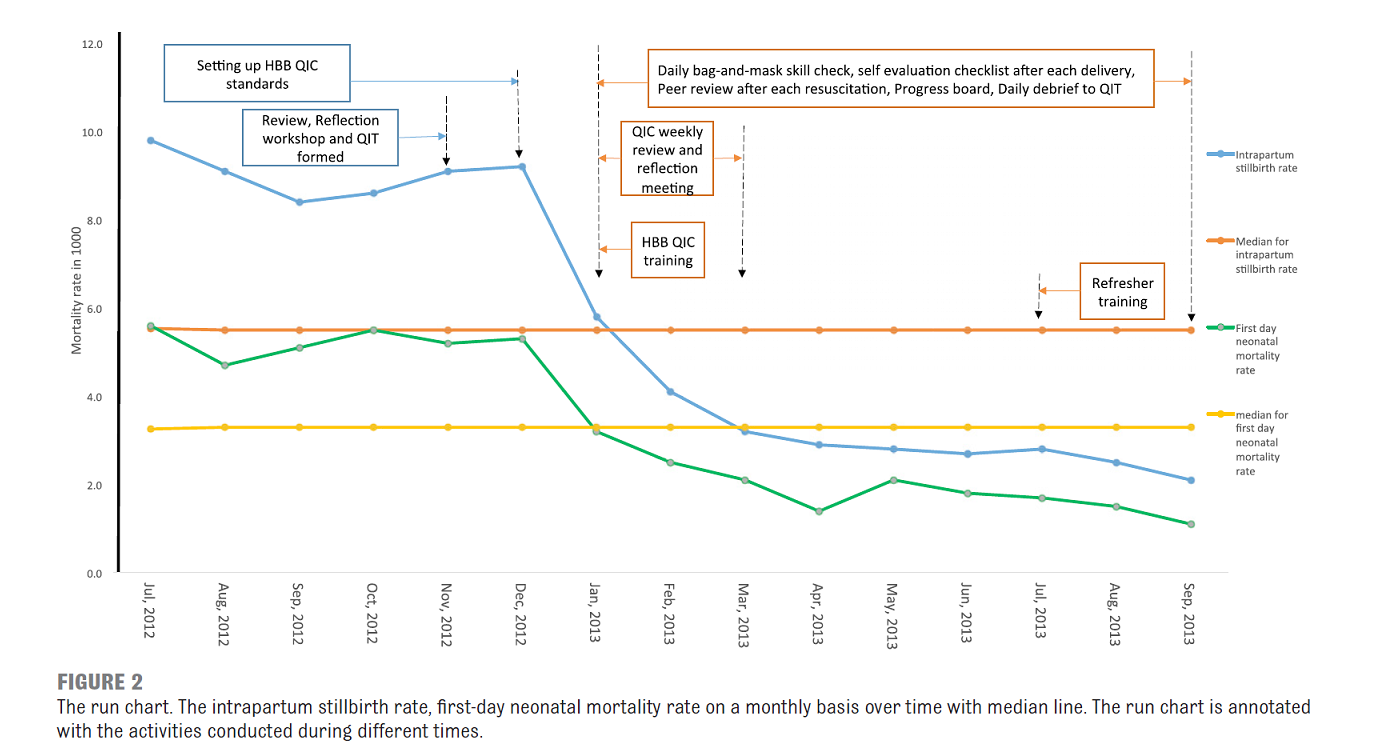 12.0
10.0
8.0
6.0
4.0
2.0
0.0
Mortality rate in 1000
Setting up HBB QIC
standards
Review, Reflection
workshop and QIT
formed
Daily bag-and-mask skill check, self evaluation checklist after each delivery,
Peer review after each resuscitation, Progress board, Daily debrief to QIT
QIC weekly
review and
reflection
meeting
HBB QIC
training
Refresher
training
Intrapartum
stillbirth rate
Median for
intrapartum
stillbirth rate
First day
neonatal
mortality
rate
median for
first day
neonatal
mortality
rate
Jul, 2012
Aug, 2012
Sep, 2012
Oct, 2012
Nov, 2012
Dec, 2012
Jan, 2013
Feb, 2013
Mar, 2013
Apr, 2013
May, 2013
Jun, 2013
Jul, 2013
Aug, 2013
Sep, 2013
FIGURE 2
The run chart. The intrapartum stillbirth rate, first-day neonatal mortality rate on a monthly basis over time with median line. The run chart is annotated
with the activities conducted during different times.